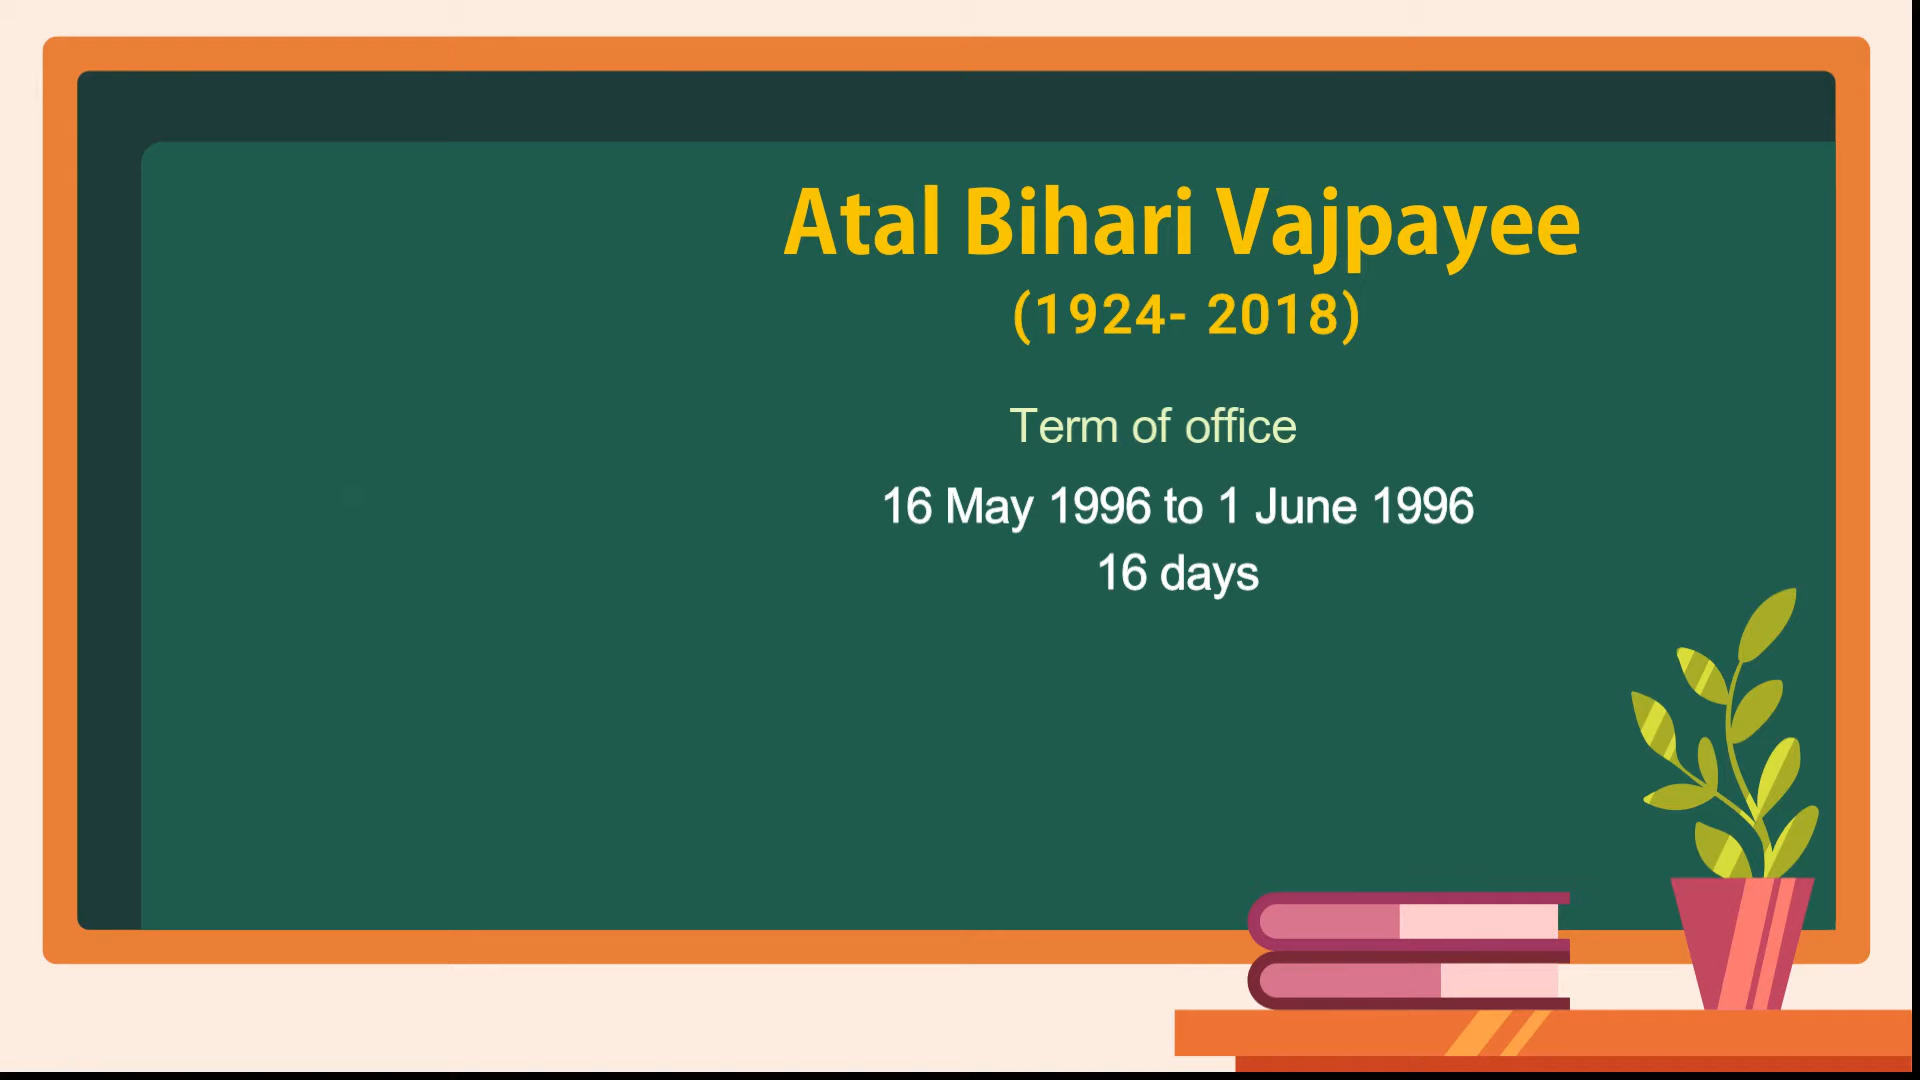 Atal Bihari Vajpayee
(1924- 2018)
Term of office
16 May 1996 to 1 June 1996
16 days